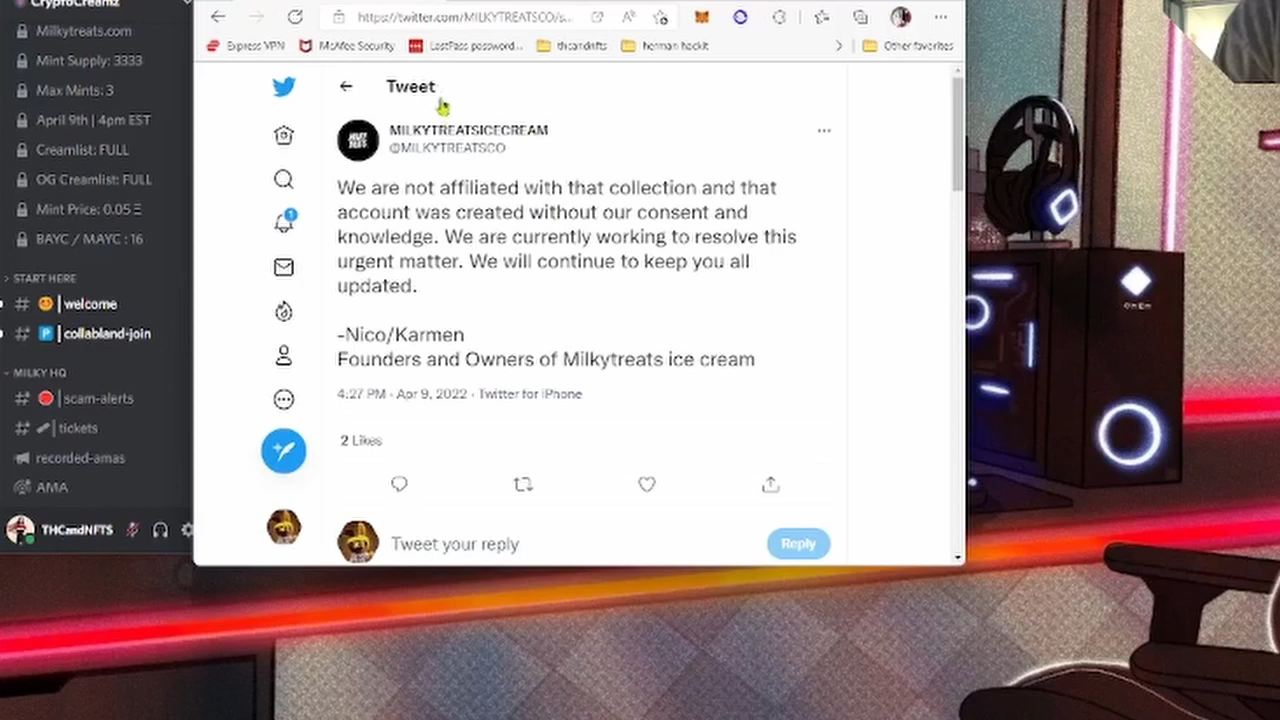 CryptoCreamz
Milkytreats.com
Mint Supply: 3333
Max Mints: 3
April 9th | 4pm EST
Creamlist: FULL
OG Creamlist: FULL
Mint Price: 0.05 Ξ
BAYC / MAYC : 16
START HERE
welcome
collabland-join
MILKY HQ
scam-alerts
tickets
recorded-amas
AMA
THCandNFTS
https://twitter.com/MILKYTREATSCO/s...
Express VPN McAfee Security LastPass password... thcandnfts herman hackit Other favorites
Tweet
MILKYTREATSICECREAM
@MILKYTREATSCO
We are not affiliated with that collection and that
account was created without our consent and
knowledge. We are currently working to resolve this
urgent matter. We will continue to keep you all
updated.
-Nico/Karmen
Founders and Owners of Milkytreats ice cream
4:27 PM · Apr 9, 2022 · Twitter for iPhone
2 Likes
1
Tweet your reply
Reply